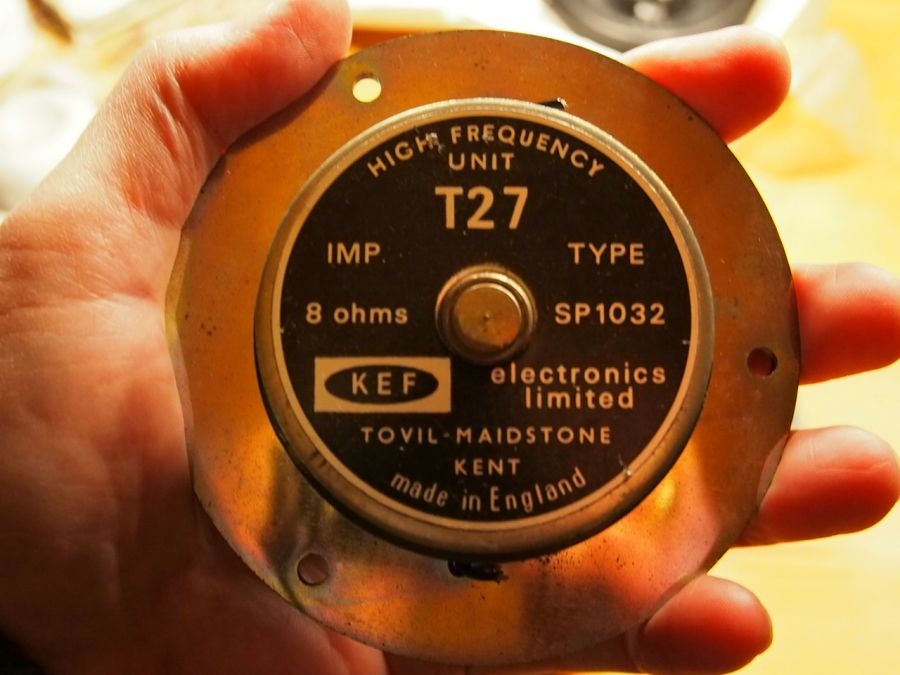 HIGH FREQUENCY
UNIT
T27
IMP
TYPE
8 ohms
SP1032
KEF
electronics
limited
TOVIL-MAIDSTONE
KENT
made in England